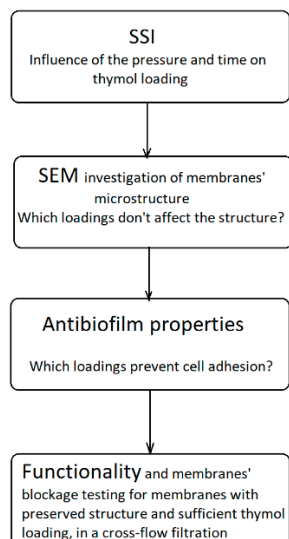 SSI
Influence of the pressure and time on
thymol loading
SEM investigation of membranes'
microstructure
Which loadings don't affect the structure?
Antibiofilm properties
Which loadings prevent cell adhesion?
Functionality and membranes'
blockage testing for membranes with
preserved structure and sufficient thymol
loading, in a cross-flow filtration